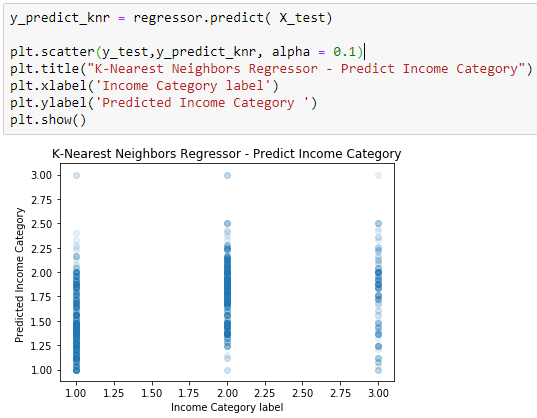 y_predict_knr = regressor.predict( X_test)
plt.scatter(y_test,y_predict_knr, alpha = 0.1)
plt.title("K-Nearest Neighbors Regressor - Predict Income Category")
plt.xlabel('Income Category label')
plt.ylabel('Predicted Income Category ')
plt.show()
K-Nearest Neighbors Regressor - Predict Income Category
Predicted Income Category
3.00
2.75
2.50
2.25
2.00
1.75
1.50
1.25
1.00
1.00 1.25 1.50 1.75 2.00 2.25 2.50 2.75 3.00
Income Category label